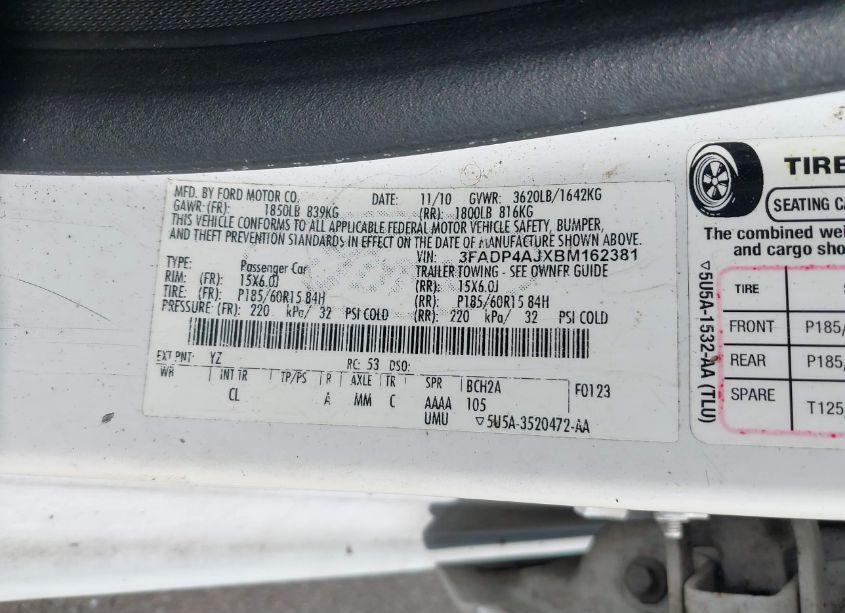 MFD. BY FORD MOTOR CO. DATE: 11/10 GVWR: 3620LB/1642KG
GAWR:(FR): 1850LB 839KG (RR): 1800LB 816KG
THIS VEHICLE CONFORMS TO ALL APPLICABLE FEDERAL MOTOR VEHICLE SAFETY, BUMPER,
AND THEFT PREVENTION STANDARDS IN EFFECT ON THE DATE OF MANUFACTURE SHOWN ABOVE.
VIN: 3FADP4AJXBM162381
TYPE: Passenger Car TRAILER TOWING - SEE OWNER GUIDE
RIM: (FR): 15X6.0J (RR): 15X6.0J
TIRE: (FR): P185/60R15 84H (RR): P185/60R15 84H
PRESSURE:(FR): 220 kPa/ 32 PSI COLD (RR): 220 kPa/ 32 PSI COLD
EXT PNT: YZ RC: 53 DSO:
WB INT TR TP/PS R AXLE TR SPR BCH2A F0123
CL A MM C AAAA 105
UMU ▽5U5A-3520472-AA
▽5U5A-1532-AA (TLU)
TIRE
SEATING CA
The combined wei
and cargo sho
TIRE
FRONT P185/
REAR P185/
SPARE T125